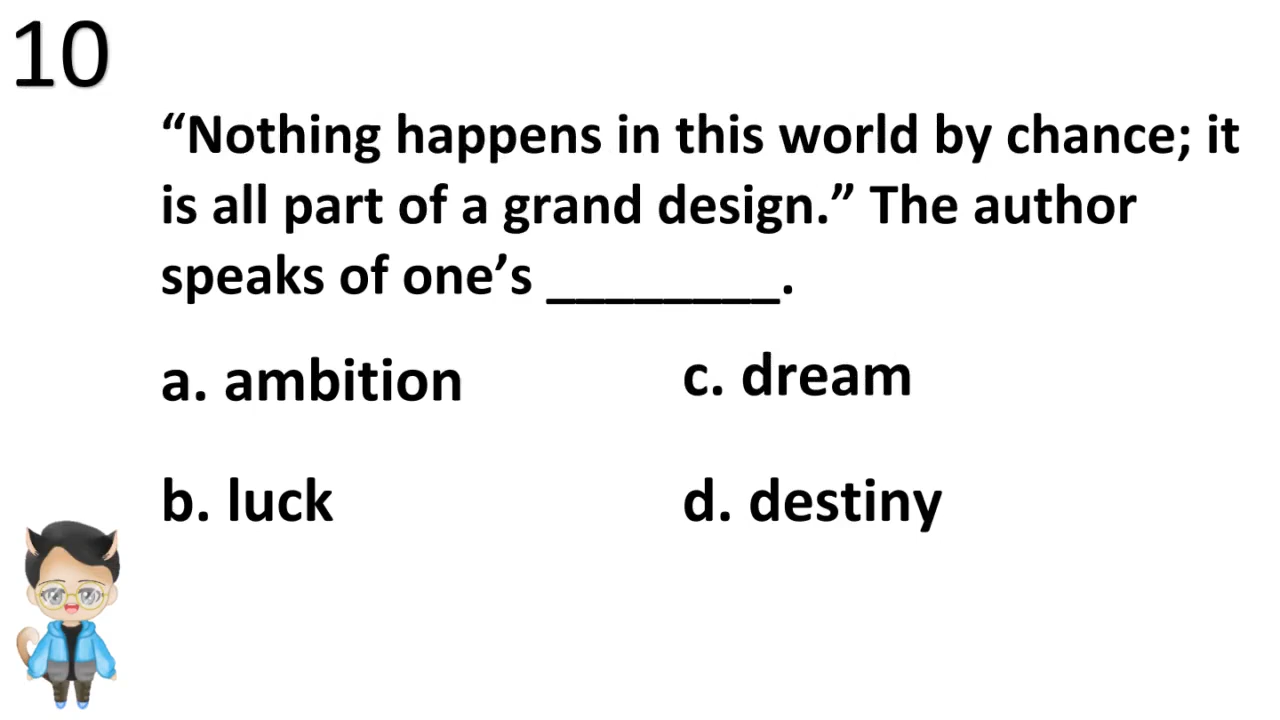 10
“Nothing happens in this world by chance; it
is all part of a grand design.” The author
speaks of one’s ________.
a. ambition
c. dream
b. luck
d. destiny